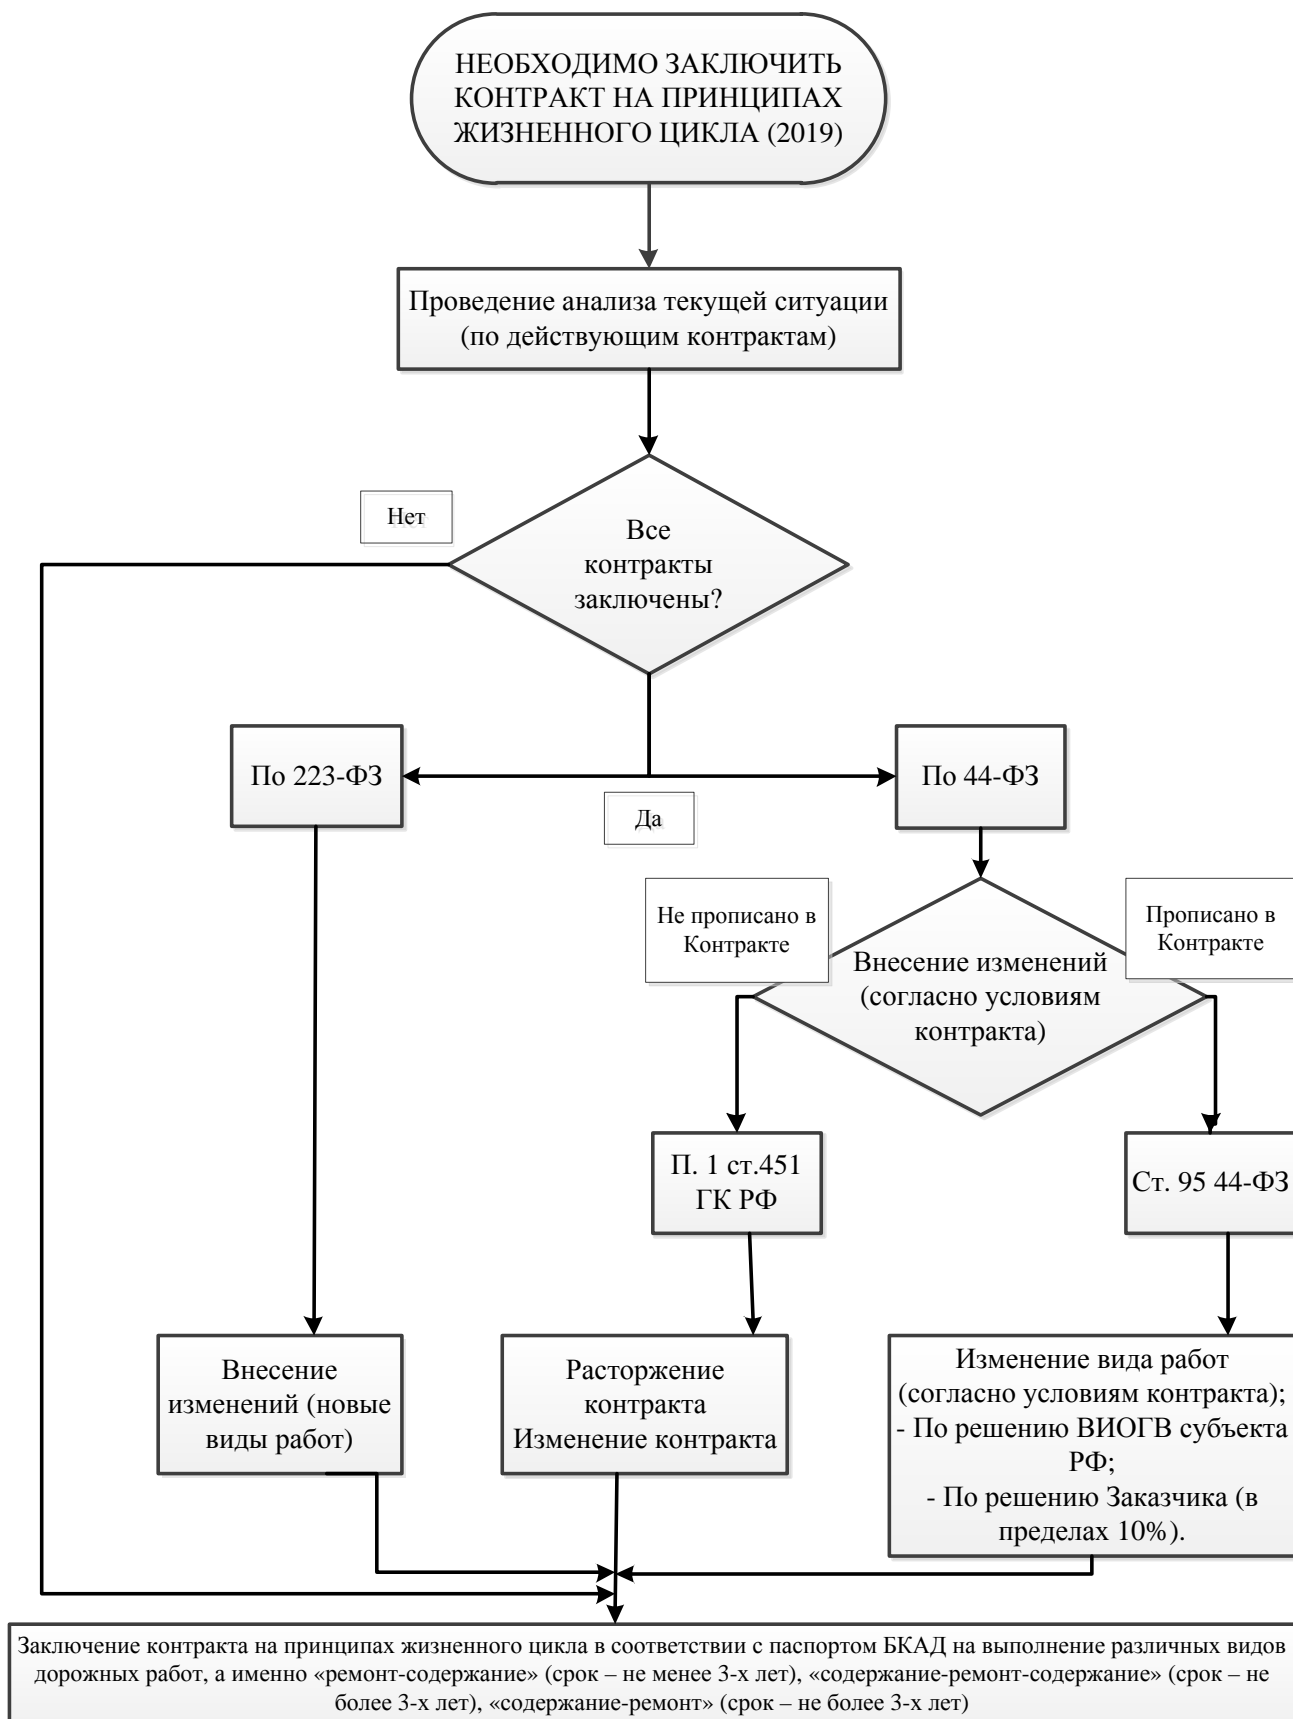 НЕОБХОДИМО ЗАКЛЮЧИТЬ
КОНТРАКТ НА ПРИНЦИПАХ
ЖИЗНЕННОГО ЦИКЛА (2019)
Проведение анализа текущей ситуации
(по действующим контрактам)
Нет
Все
контракты
заключены?
По 223-ФЗ
Да
По 44-ФЗ
Не прописано в
Контракте
Прописано в
Контракте
Внесение изменений
(согласно условиям
контракта)
П. 1 ст.451
ГК РФ
Ст. 95 44-ФЗ
Внесение
изменений (новые
виды работ)
Расторжение
контракта
Изменение контракта
Изменение вида работ
(согласно условиям контракта);
- По решению ВИОГВ субъекта
РФ;
- По решению Заказчика (в
пределах 10%).
Заключение контракта на принципах жизненного цикла в соответствии с паспортом БКАД на выполнение различных видов
дорожных работ, а именно «ремонт-содержание» (срок – не менее 3-х лет), «содержание-ремонт-содержание» (срок – не
более 3-х лет), «содержание-ремонт» (срок – не более 3-х лет)